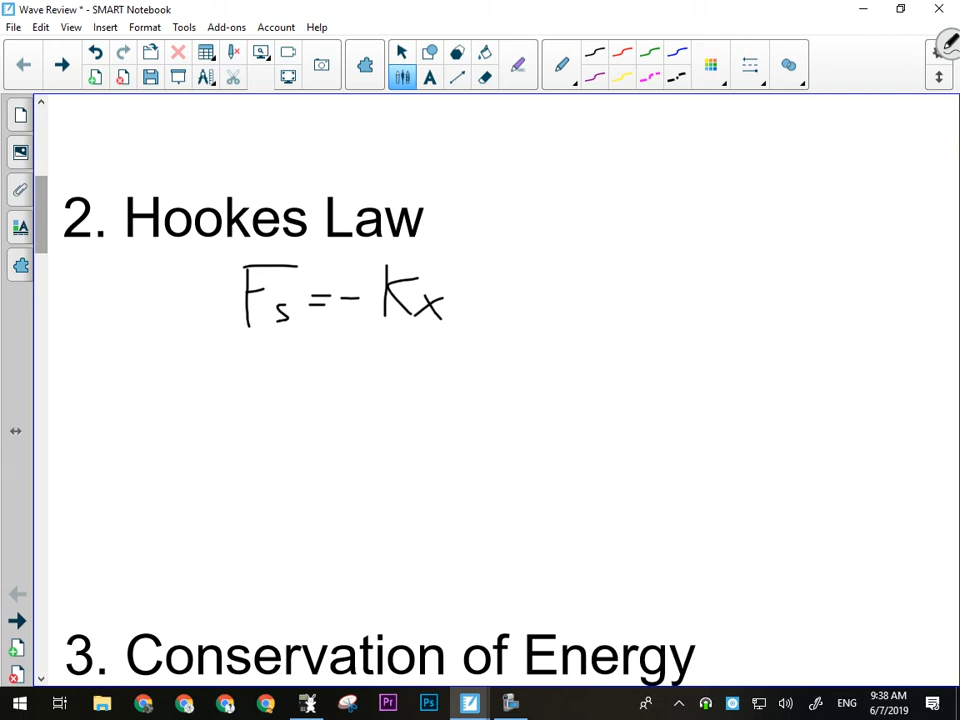 Wave Review * - SMART Notebook
File Edit View Insert Format Tools Add-ons Account Help
2. Hookes Law
Fs = - Kx
3. Conservation of Energy
ENG
9:38 AM
6/7/2019